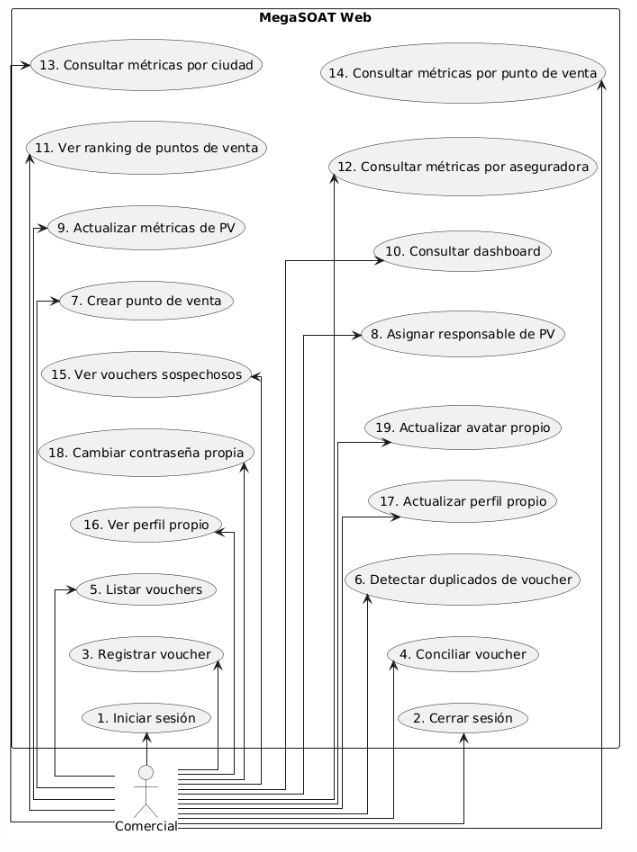 MegaSOAT Web
13. Consultar métricas por ciudad
14. Consultar métricas por punto de venta
11. Ver ranking de puntos de venta
12. Consultar métricas por aseguradora
9. Actualizar métricas de PV
10. Consultar dashboard
7. Crear punto de venta
8. Asignar responsable de PV
15. Ver vouchers sospechosos
19. Actualizar avatar propio
18. Cambiar contraseña propia
17. Actualizar perfil propio
16. Ver perfil propio
6. Detectar duplicados de voucher
5. Listar vouchers
3. Registrar voucher
4. Conciliar voucher
1. Iniciar sesión
2. Cerrar sesión
Comercial